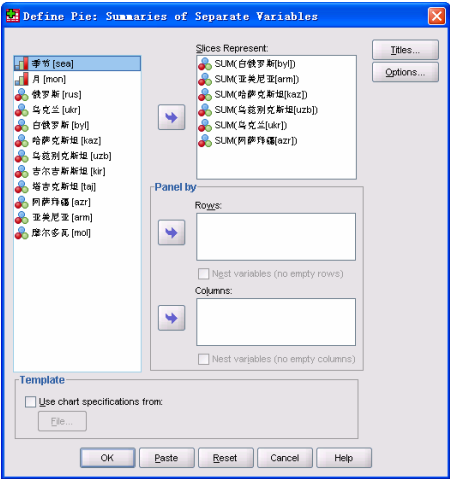 Define Pie: Summaries of Separate Variables
季节 [sea]
月 [mon]
俄罗斯 [rus]
乌克兰 [ukr]
白俄罗斯 [byl]
哈萨克斯坦 [kaz]
乌兹别克斯坦 [uzb]
吉尔吉斯斯坦 [kir]
塔吉克斯坦 [taj]
阿萨拜疆 [azr]
亚美尼亚 [arm]
摩尔多瓦 [mol]
Slices Represent:
SUM(白俄罗斯[byl])
SUM(亚美尼亚[arm])
SUM(哈萨克斯坦[kaz])
SUM(乌兹别克斯坦[uzb])
SUM(乌克兰[ukr])
SUM(阿萨拜疆[azr])
Titles...
Options...
Panel by
Rows:
Nest variables (no empty rows)
Columns:
Nest variables (no empty columns)
Template
Use chart specifications from:
File...
OK Paste Reset Cancel Help